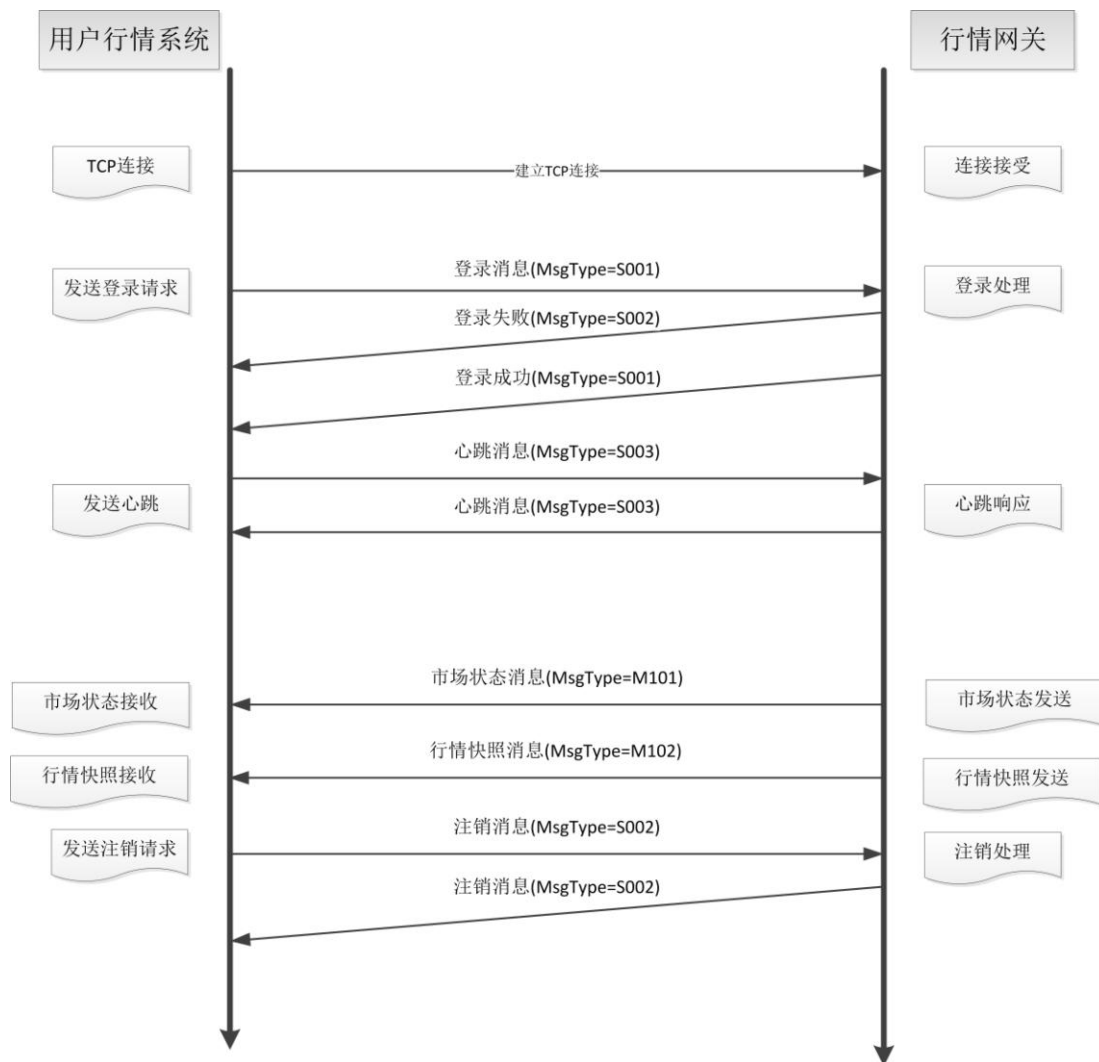 用户行情系统
行情网关
TCP连接
建立TCP连接
连接接受
登录消息(MsgType=S001)
发送登录请求
登录处理
登录失败(MsgType=S002)
登录成功(MsgType=S001)
心跳消息(MsgType=S003)
发送心跳
心跳消息(MsgType=S003)
心跳响应
市场状态消息(MsgType=M101)
市场状态接收
市场状态发送
行情快照消息(MsgType=M102)
行情快照接收
行情快照发送
注销消息(MsgType=S002)
发送注销请求
注销处理
注销消息(MsgType=S002)